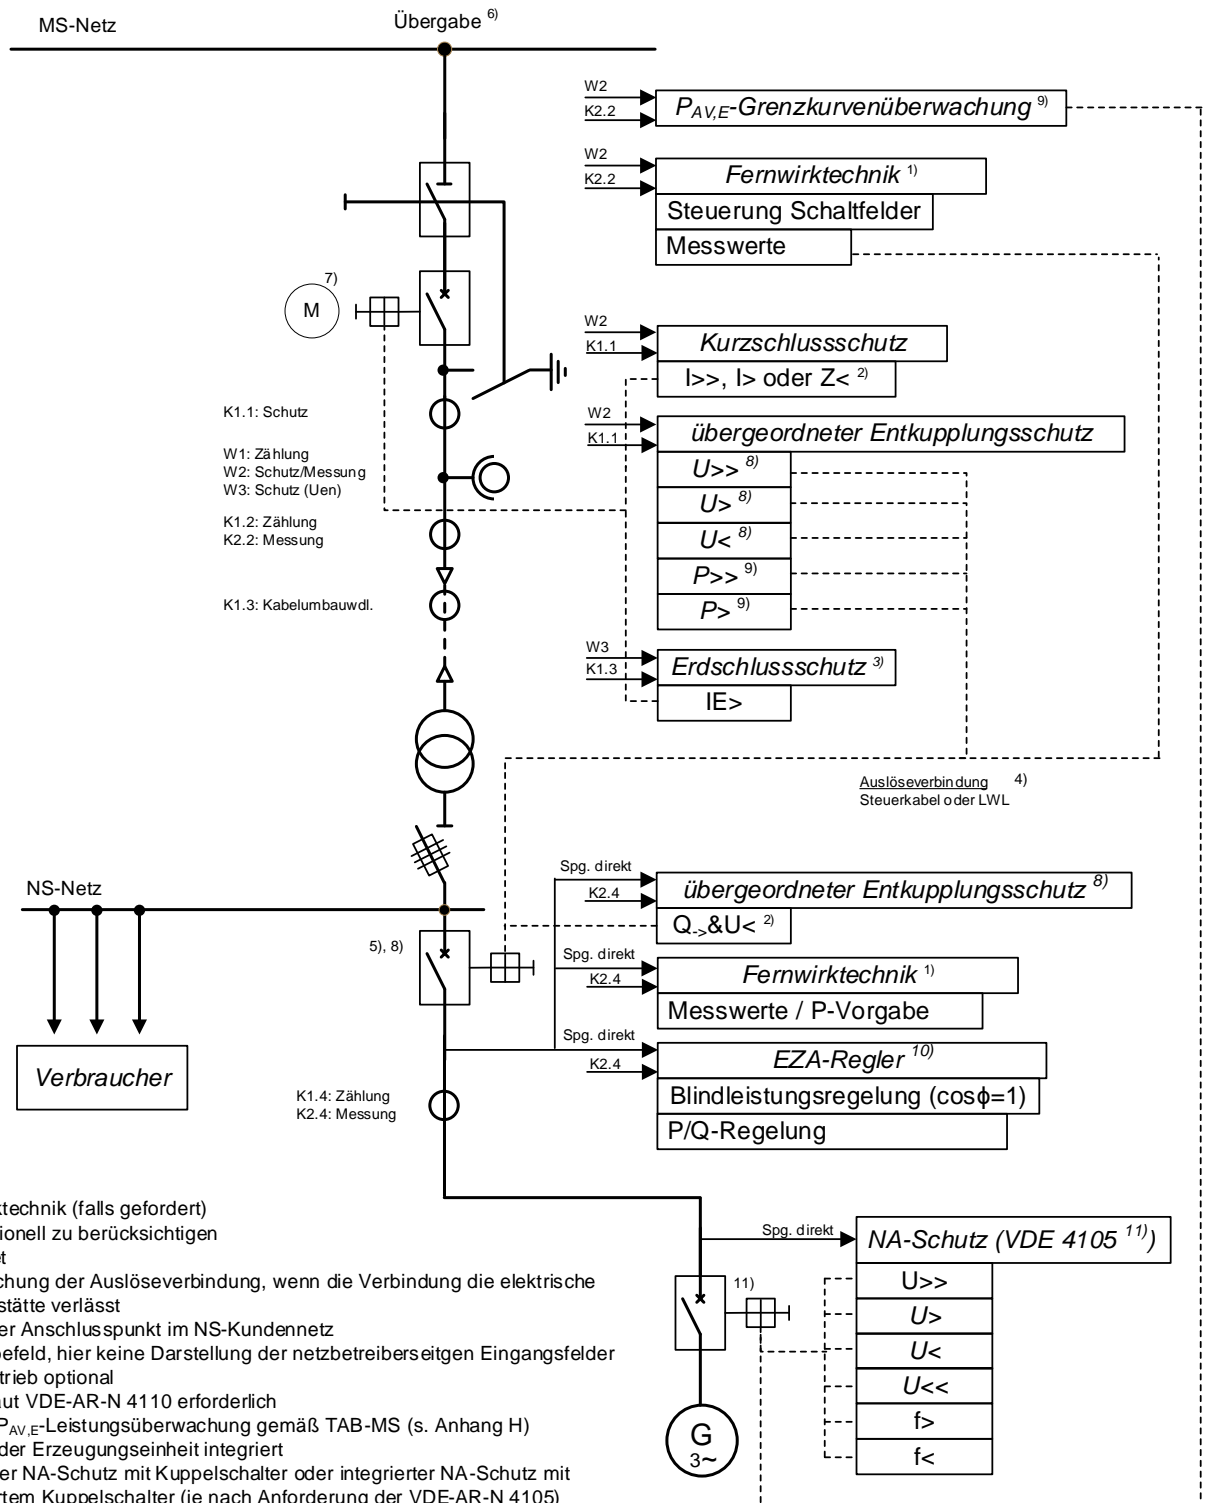 MS-Netz
Übergabe 6)
W2
K2.2
P_AV,E-Grenzkurvenüberwachung 9)
W2
K2.2
Fernwirktechnik 1)
Steuerung Schaltfelder
Messwerte
7)
M
W2
K1.1
Kurzschlussschutz
I>>, I> oder Z< 2)
K1.1: Schutz
W1: Zählung
W2: Schutz/Messung
W3: Schutz (Uen)
K1.2: Zählung
K2.2: Messung
K1.3: Kabelumbauwdl.
W2
K1.1
übergeordneter Entkupplungsschutz
U>> 8)
U> 8)
U< 8)
P>> 9)
P> 9)
W3
K1.3
Erdschlussschutz 3)
IE>
Auslöseverbindung 4)
Steuerkabel oder LWL
NS-Netz
5), 8)
Verbraucher
Spg. direkt
K2.4
übergeordneter Entkupplungsschutz 8)
Q->&U< 2)
Spg. direkt
K2.4
Fernwirktechnik 1)
Messwerte / P-Vorgabe
Spg. direkt
K2.4
EZA-Regler 10)
Blindleistungsregelung (cosϕ=1)
P/Q-Regelung
K1.4: Zählung
K2.4: Messung
Spg. direkt
NA-Schutz (VDE 4105 11))
U>>
U>
U<
U<<
f>
f<
11)
G
3~
ktechnik (falls gefordert)
ionell zu berücksichtigen
et
chung der Auslöseverbindung, wenn die Verbindung die elektrische
stätte verlässt
er Anschlusspunkt im NS-Kundennetz
befeld, hier keine Darstellung der netzbetreiberseitgen Eingangsfelder
trieb optional
aut VDE-AR-N 4110 erforderlich
P_AV,E-Leistungsüberwachung gemäß TAB-MS (s. Anhang H)
der Erzeugungseinheit integriert
er NA-Schutz mit Kuppelschalter oder integrierter NA-Schutz mit
rtem Kuppelschalter (je nach Anforderung der VDE-AR-N 4105)